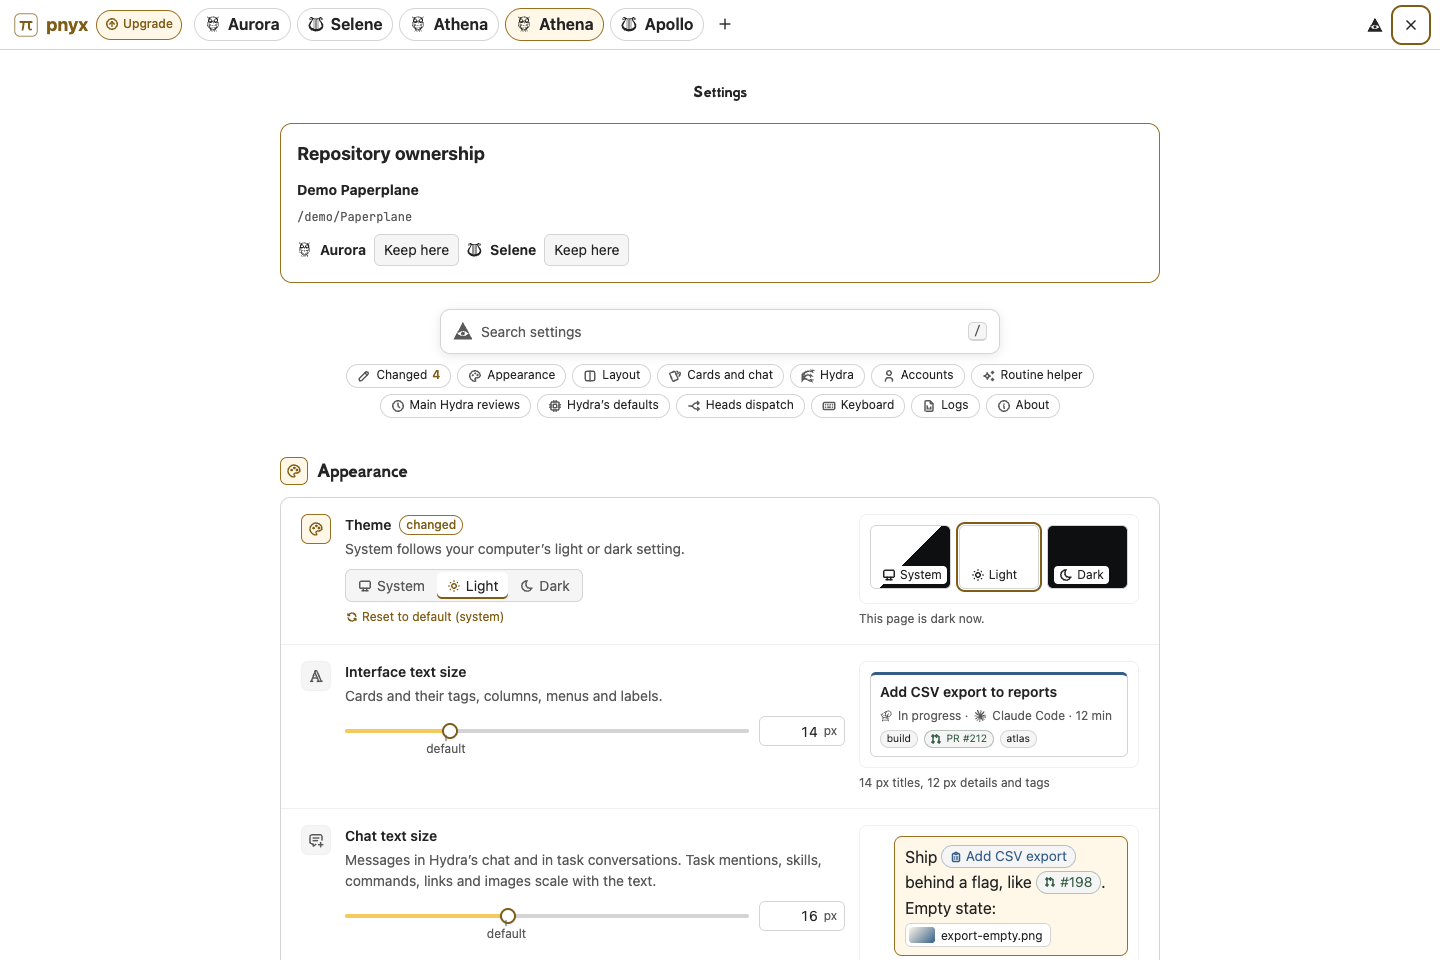 π pnyx Upgrade Aurora Selene Athena Athena Apollo +
Settings
Repository ownership
Demo Paperplane
/demo/Paperplane
Aurora Keep here Selene Keep here
Search settings /
Changed 4 Appearance Layout Cards and chat Hydra Accounts Routine helper
Main Hydra reviews Hydra’s defaults Heads dispatch Keyboard Logs About
Appearance
Theme changed
System follows your computer’s light or dark setting.
System Light Dark
Reset to default (system)
System Light Dark
This page is dark now.
Interface text size
Cards and their tags, columns, menus and labels.
14 px
default
Add CSV export to reports
In progress · Claude Code · 12 min
build PR #212 atlas
14 px titles, 12 px details and tags
Chat text size
Messages in Hydra’s chat and in task conversations. Task mentions, skills,
commands, links and images scale with the text.
16 px
default
Ship Add CSV export
behind a flag, like #198.
Empty state:
export-empty.png